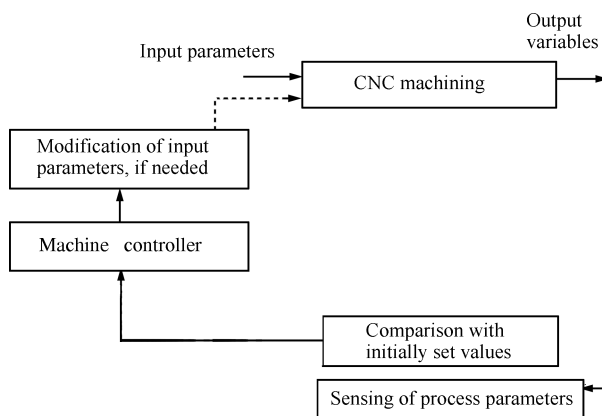 Output
variables
Input parameters
CNC machining
Modification of input
parameters, if needed
Machine controller
Comparison with
initially set values
Sensing of process parameters